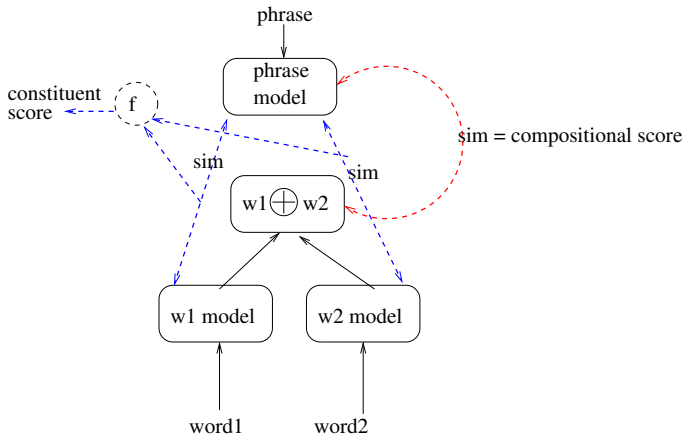 phrase
phrase
model
constituent
score
f
sim
sim
sim = compositional score
w1 ⊕ w2
w1 model
w2 model
word1
word2